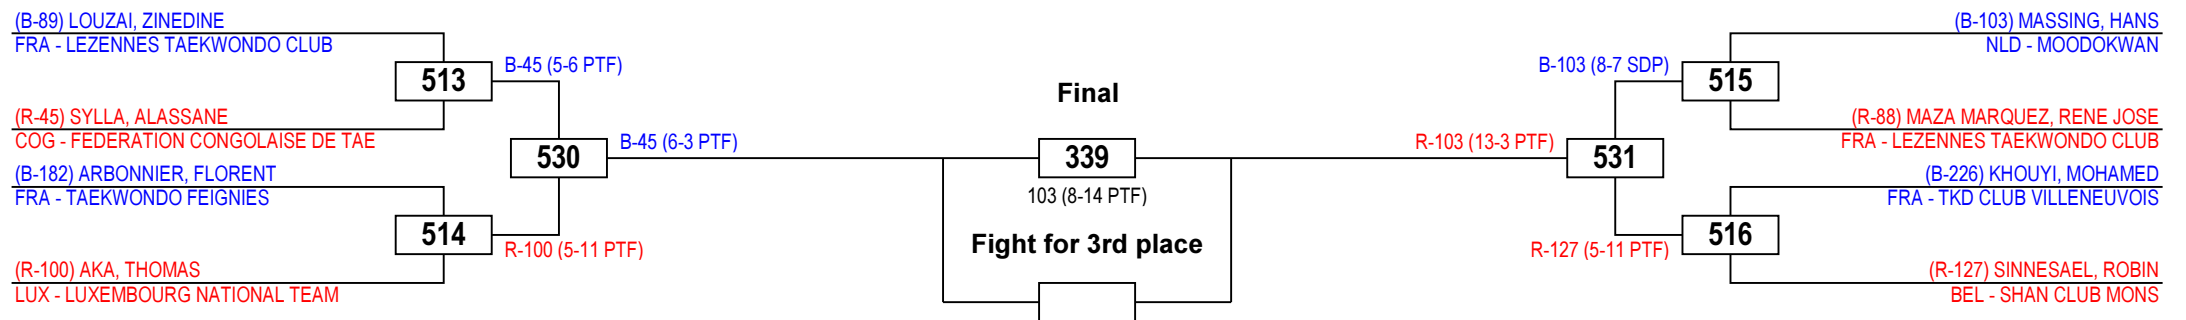 (B-89) LOUZAI, ZINEDINE
FRA - LEZENNES TAEKWONDO CLUB
513
B-45 (5-6 PTF)
(R-45) SYLLA, ALASSANE
COG - FEDERATION CONGOLAISE DE TAE
530
B-45 (6-3 PTF)
(B-182) ARBONNIER, FLORENT
FRA - TAEKWONDO FEIGNIES
514
R-100 (5-11 PTF)
(R-100) AKA, THOMAS
LUX - LUXEMBOURG NATIONAL TEAM
Final
339
103 (8-14 PTF)
Fight for 3rd place
(B-103) MASSING, HANS
NLD - MOODOKWAN
B-103 (8-7 SDP)
515
(R-88) MAZA MARQUEZ, RENE JOSE
FRA - LEZENNES TAEKWONDO CLUB
R-103 (13-3 PTF)
531
(B-226) KHOUYI, MOHAMED
FRA - TKD CLUB VILLENEUVOIS
R-127 (5-11 PTF)
516
(R-127) SINNESAEL, ROBIN
BEL - SHAN CLUB MONS